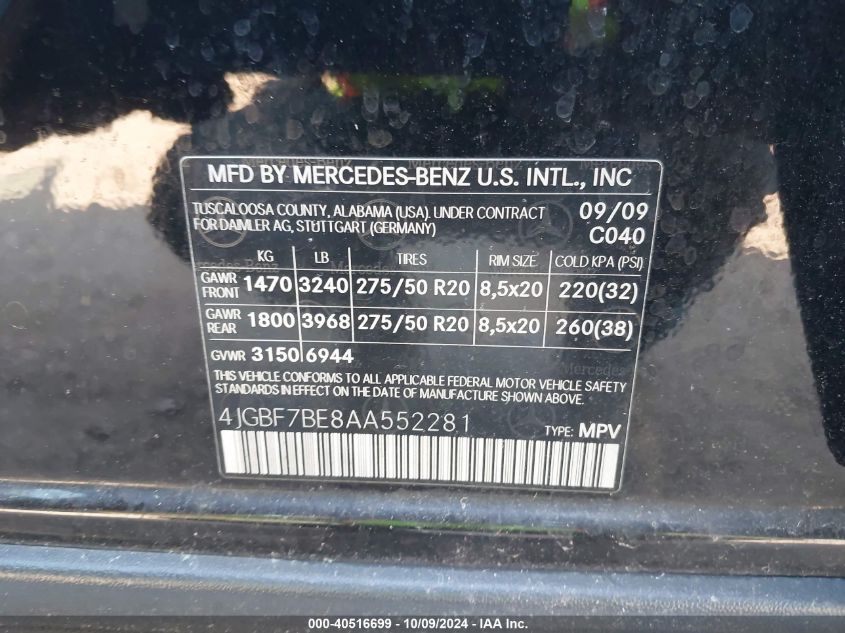 MFD BY MERCEDES-BENZ U.S. INTL., INC
TUSCALOOSA COUNTY, ALABAMA (USA). UNDER CONTRACT 09/09
FOR DAIMLER AG, STUTTGART (GERMANY) C040
KG LB TIRES RIM SIZE COLD KPA (PSI)
GAWR FRONT 1470 3240 275/50 R20 8,5x20 220(32)
GAWR REAR 1800 3968 275/50 R20 8,5x20 260(38)
GVWR 3150 6944
THIS VEHICLE CONFORMS TO ALL APPLICABLE FEDERAL MOTOR VEHICLE SAFETY
STANDARDS IN EFFECT ON THE DATE OF MANUFACTURE SHOWN ABOVE.
4JGBF7BE8AA552281 TYPE: MPV
000-40516699 - 10/09/2024 - IAA Inc.